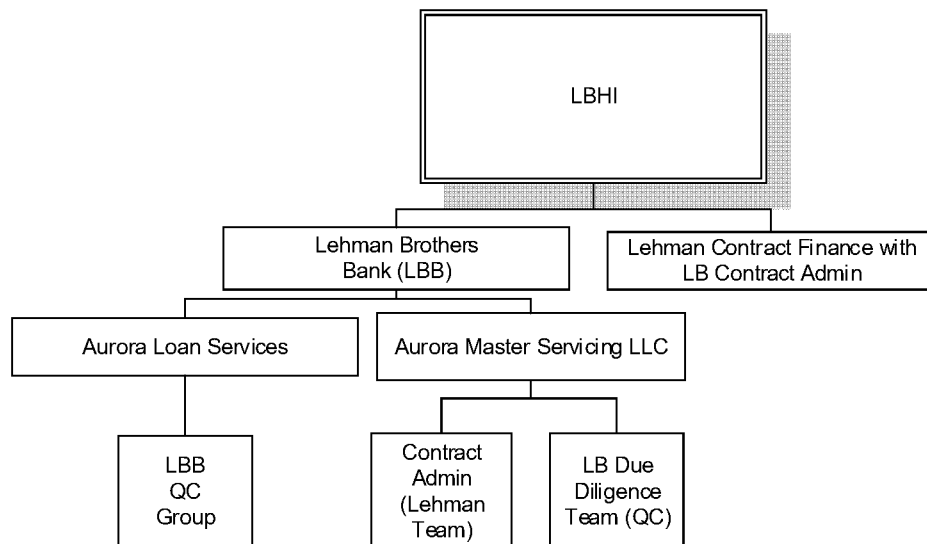 LBHI
Lehman Brothers
Bank (LBB)
Lehman Contract Finance with
LB Contract Admin
Aurora Loan Services
Aurora Master Servicing LLC
LBB
QC
Group
Contract
Admin
(Lehman
Team)
LB Due
Diligence
Team (QC)